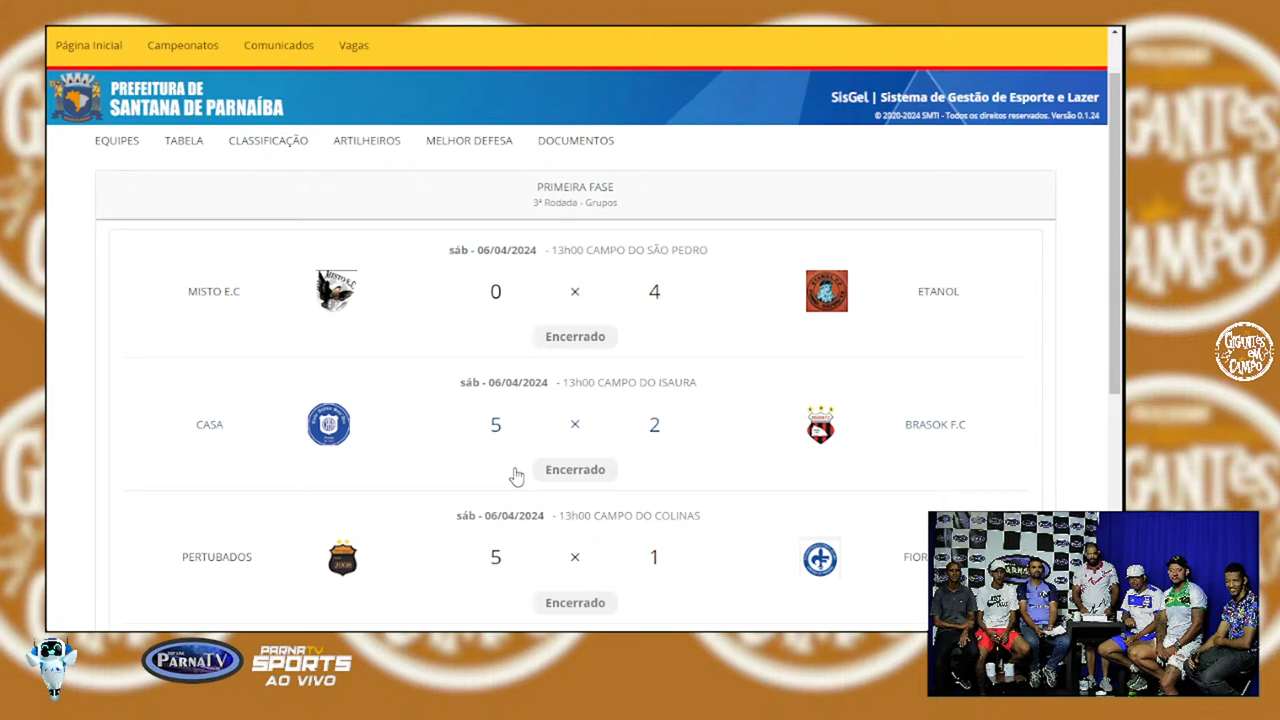 Página Inicial Campeonatos Comunicados Vagas
PREFEITURA DE
SANTANA DE PARNAÍBA
SisGel | Sistema de Gestão de Esporte e Lazer
© 2020-2024 SMTI - Todos os direitos reservados. Versão 0.1.24
EQUIPES TABELA CLASSIFICAÇÃO ARTILHEIROS MELHOR DEFESA DOCUMENTOS
PRIMEIRA FASE
3ª Rodada - Grupos
sáb - 06/04/2024 - 13h00 CAMPO DO SÃO PEDRO
MISTO E.C 0 × 4 ETANOL
Encerrado
sáb - 06/04/2024 - 13h00 CAMPO DO ISAURA
CASA 5 × 2 BRASOK F.C
Encerrado
sáb - 06/04/2024 - 13h00 CAMPO DO COLINAS
PERTUBADOS 5 × 1 FIOR
Encerrado
GIGANTES
EM
CAMPO
PARNATV
PARNATV
SPORTS
AO VIVO